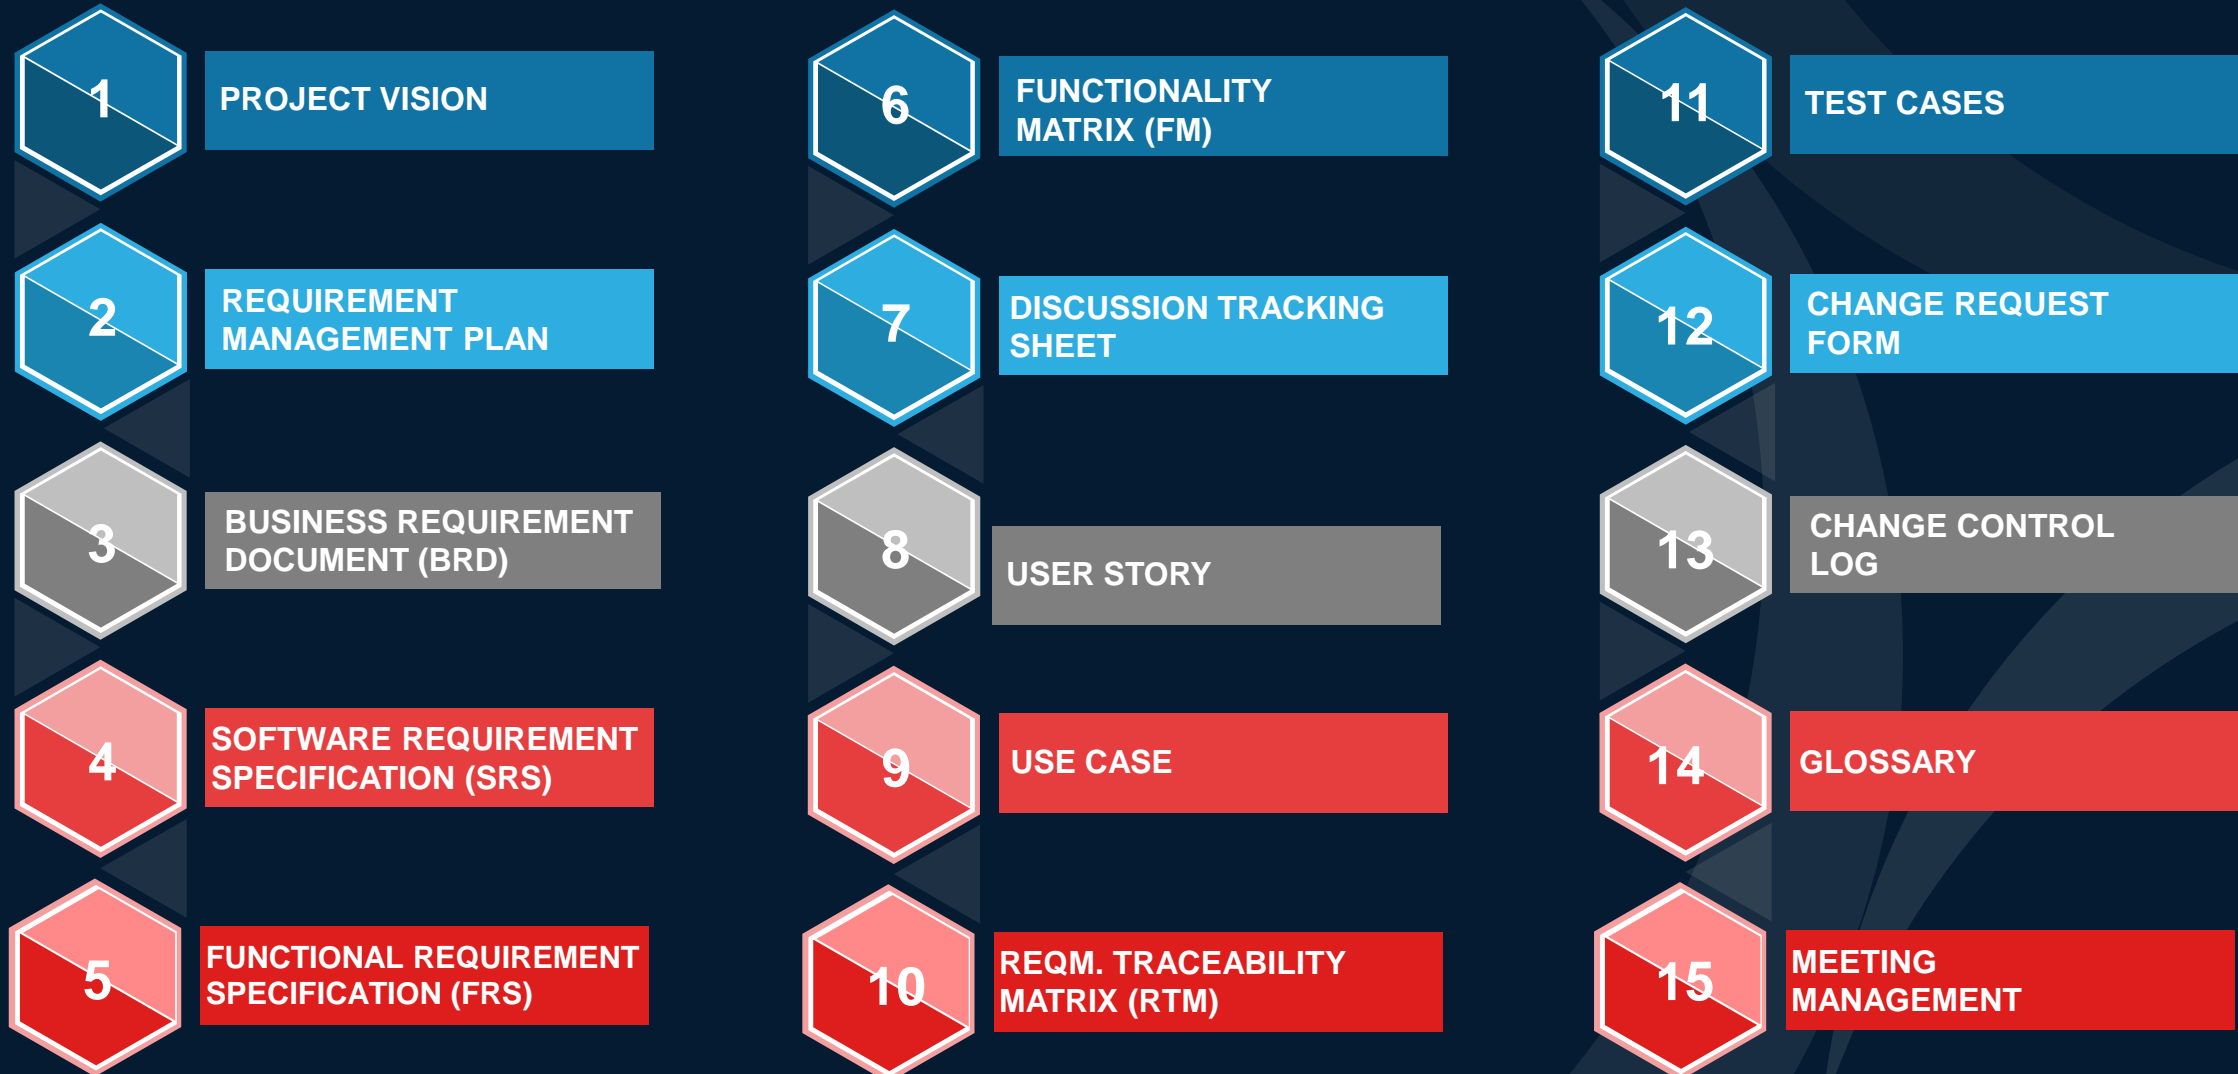 1
PROJECT VISION
2
REQUIREMENT
MANAGEMENT PLAN
3
BUSINESS REQUIREMENT
DOCUMENT (BRD)
4
SOFTWARE REQUIREMENT
SPECIFICATION (SRS)
5
FUNCTIONAL REQUIREMENT
SPECIFICATION (FRS)
6
FUNCTIONALITY
MATRIX (FM)
7
DISCUSSION TRACKING
SHEET
8
USER STORY
9
USE CASE
10
REQM. TRACEABILITY
MATRIX (RTM)
11
TEST CASES
12
CHANGE REQUEST
FORM
13
CHANGE CONTROL
LOG
14
GLOSSARY
15
MEETING
MANAGEMENT